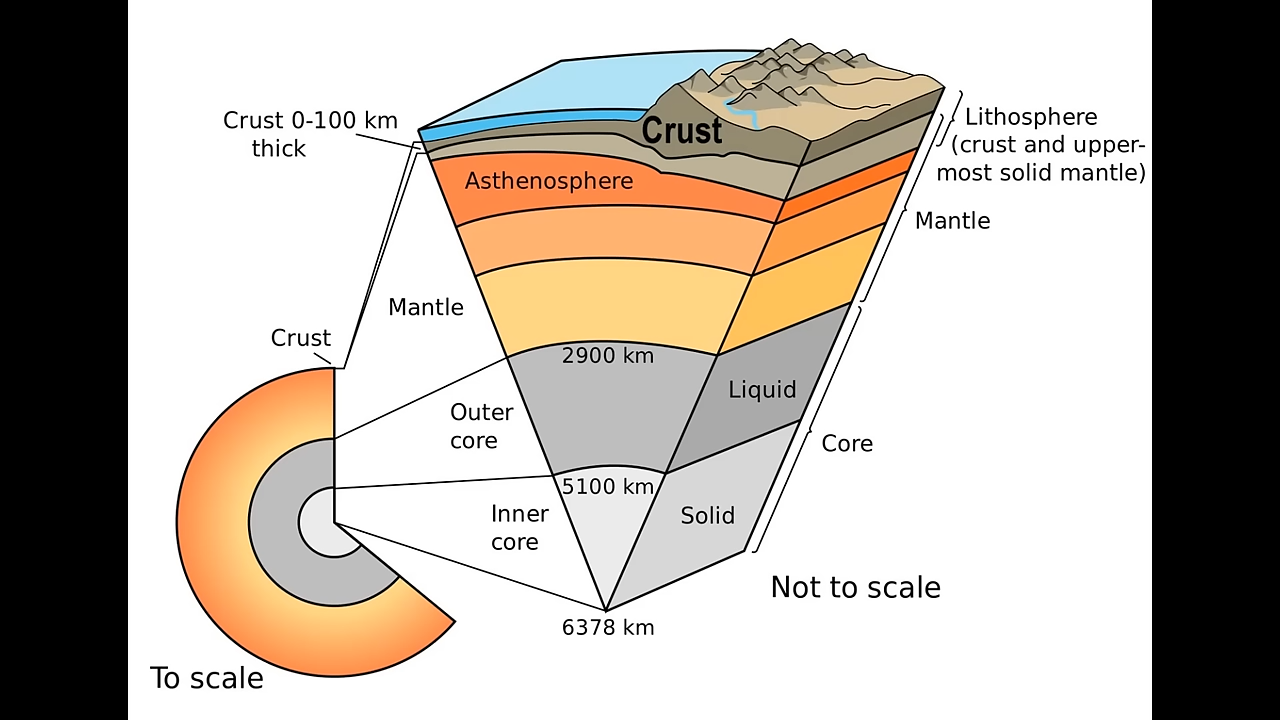 Crust 0-100 km
thick
Crust
Lithosphere
(crust and upper-
most solid mantle)
Asthenosphere
Mantle
Mantle
Crust
2900 km
Liquid
Outer
core
Core
5100 km
Inner
core
Solid
Not to scale
6378 km
To scale